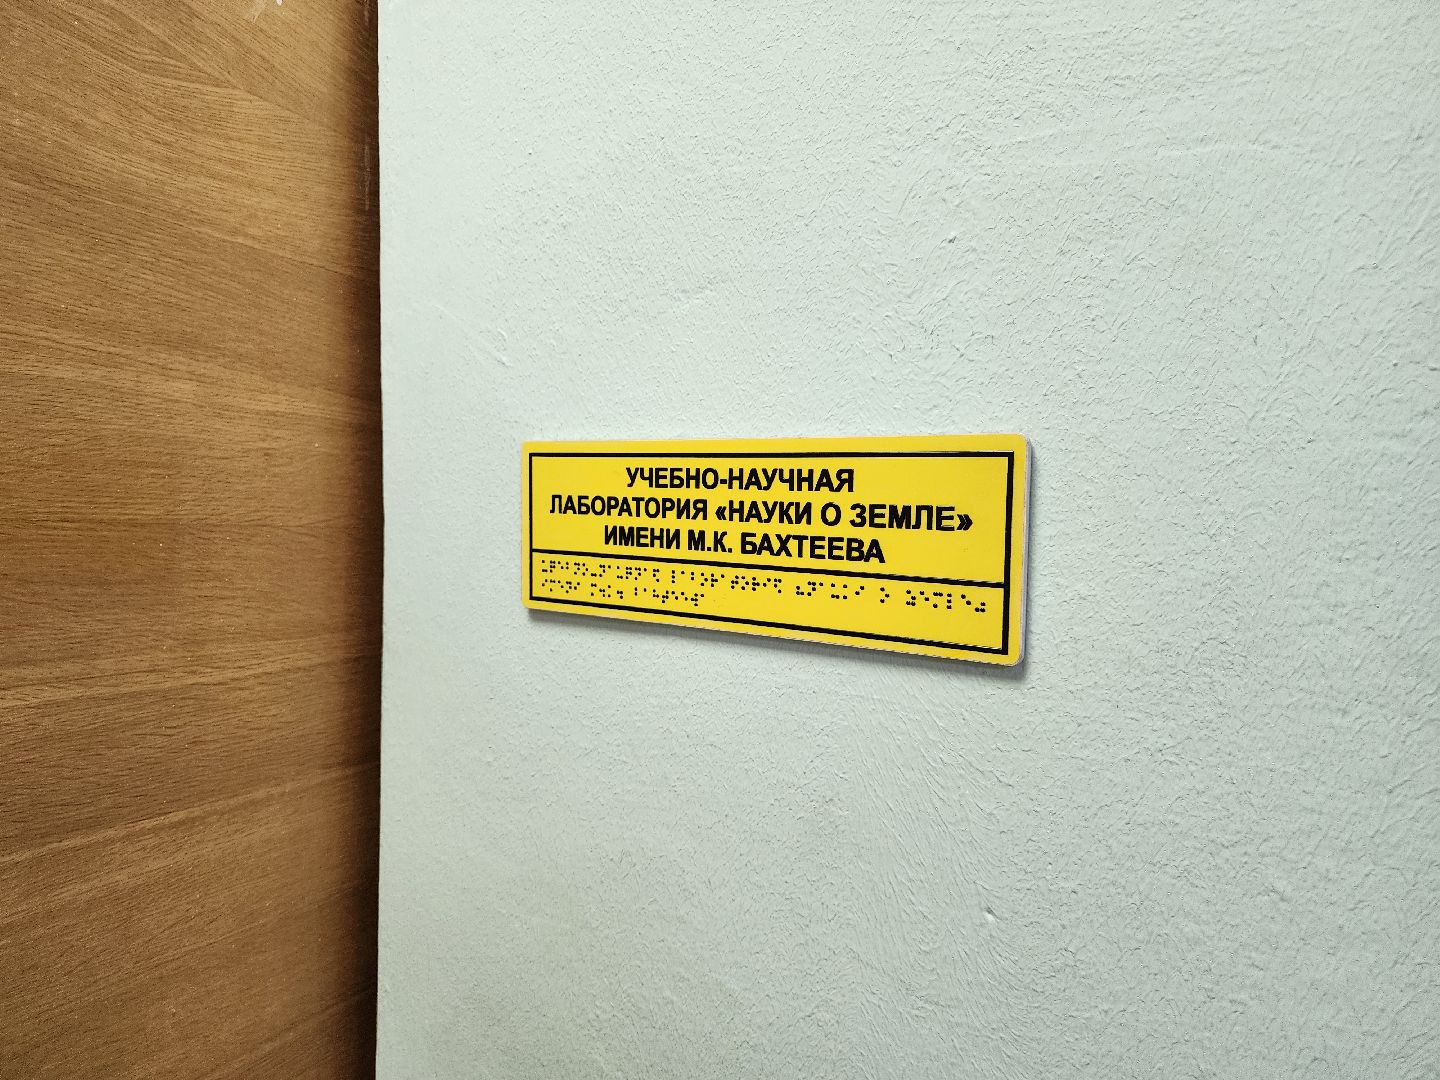 УЧЕБНО-НАУЧНАЯ
ЛАБОРАТОРИЯ «НАУКИ О ЗЕМЛЕ»
ИМЕНИ М.К. БАХТЕЕВА